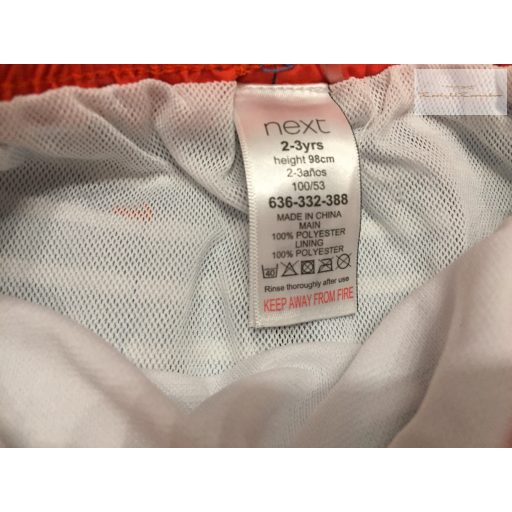 next
2-3yrs
height 98cm
2-3años
100/53
636-332-388
MADE IN CHINA
MAIN
100% POLYESTER
LINING
100% POLYESTER
40
Rinse thoroughly after use
KEEP AWAY FROM FIRE